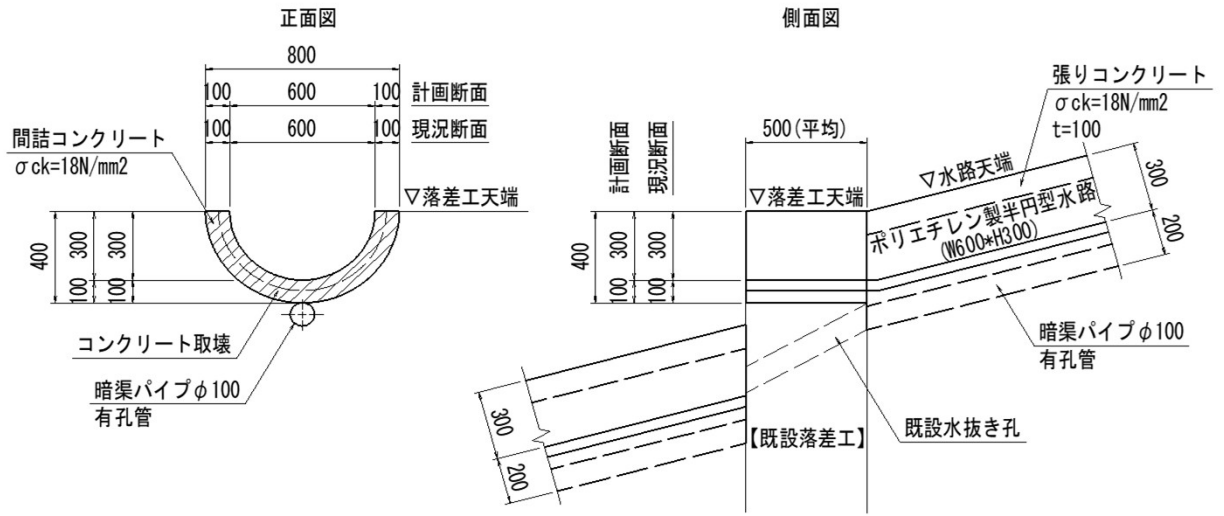 正面図
800
100 600 100 計画断面
100 600 100 現況断面
間詰コンクリート
σck=18N/mm2
▽落差工天端
400
300
300
100
100
コンクリート取壊
暗渠パイプφ100
有孔管
側面図
張りコンクリート
σck=18N/mm2
t=100
500(平均)
計画断面
現況断面
▽落差工天端
▽水路天端
300
200
ポリエチレン製半円型水路
(W600*H300)
400
300
300
100
100
暗渠パイプφ100
有孔管
既設水抜き孔
【既設落差工】
300
200